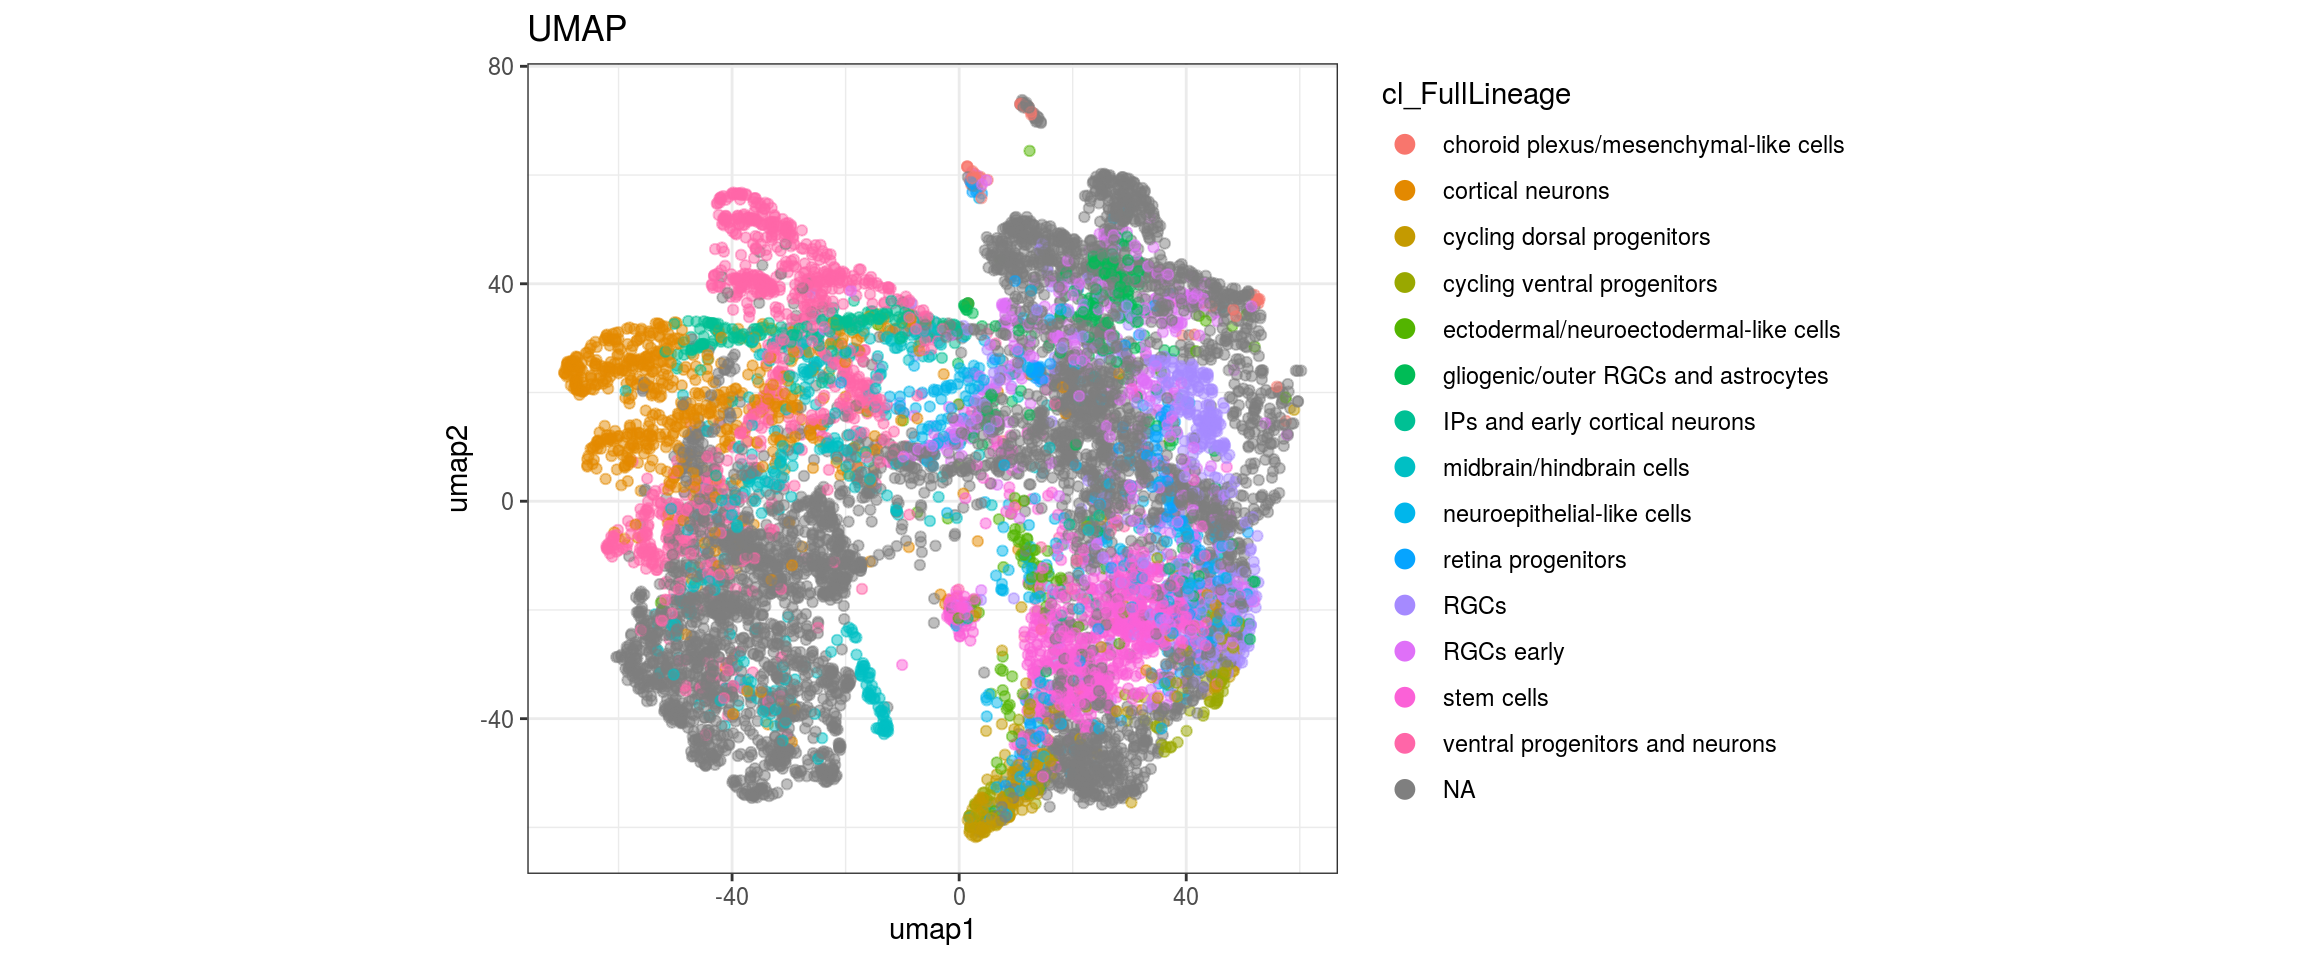 UMAP
80
40
0
-40
umap2
-40
0
40
umap1
cl_FullLineage
choroid plexus/mesenchymal-like cells
cortical neurons
cycling dorsal progenitors
cycling ventral progenitors
ectodermal/neuroectodermal-like cells
gliogenic/outer RGCs and astrocytes
IPs and early cortical neurons
midbrain/hindbrain cells
neuroepithelial-like cells
retina progenitors
RGCs
RGCs early
stem cells
ventral progenitors and neurons
NA